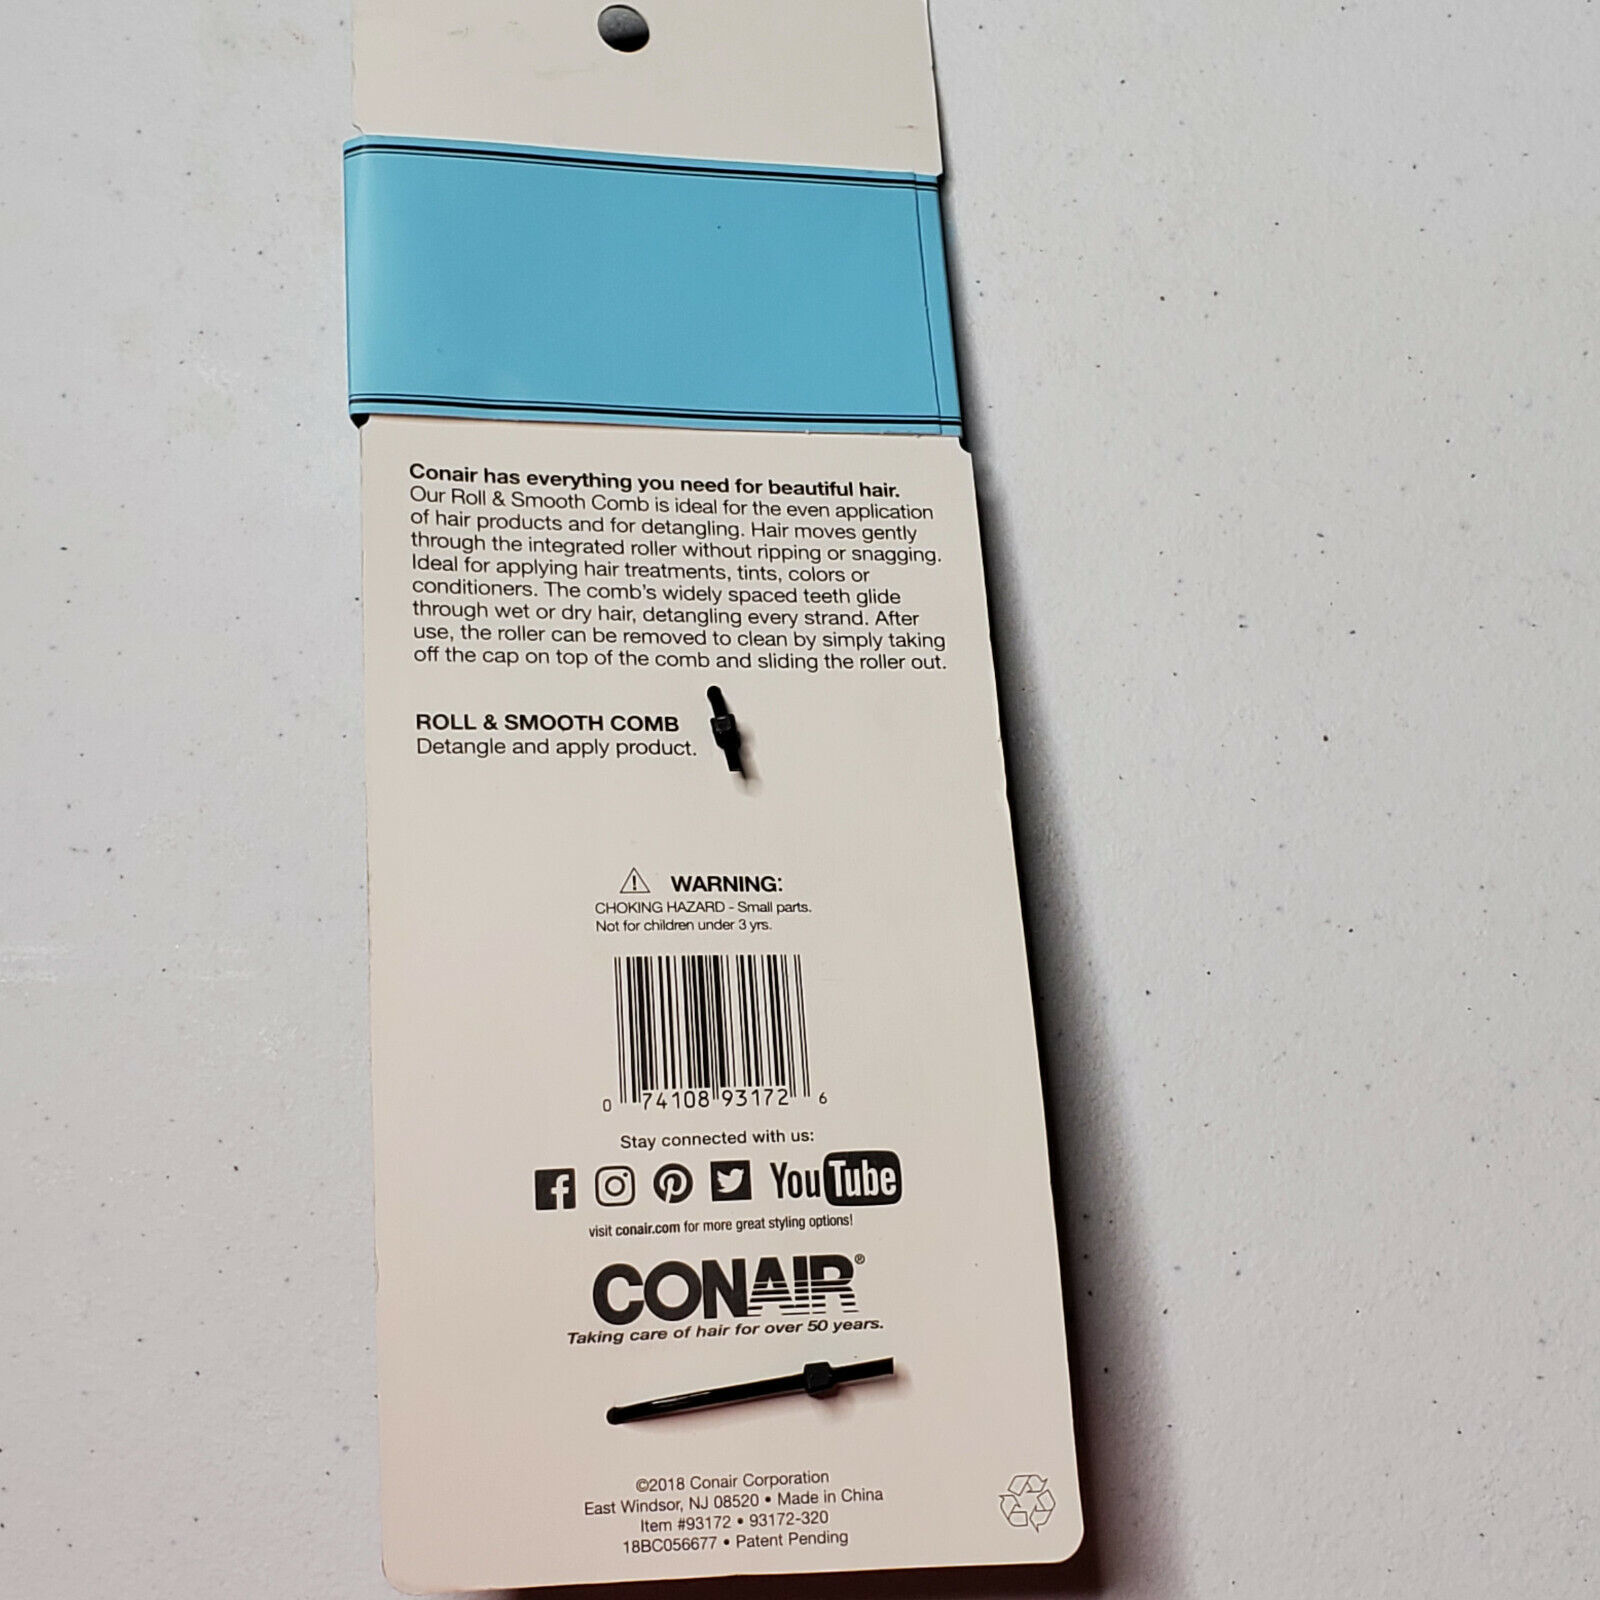 Conair has everything you need for beautiful hair.
Our Roll & Smooth Comb is ideal for the even application
of hair products and for detangling. Hair moves gently
through the integrated roller without ripping or snagging.
Ideal for applying hair treatments, tints, colors or
conditioners. The comb's widely spaced teeth glide
through wet or dry hair, detangling every strand. After
use, the roller can be removed to clean by simply taking
off the cap on top of the comb and sliding the roller out.
ROLL & SMOOTH COMB
Detangle and apply product.
WARNING:
CHOKING HAZARD - Small parts.
Not for children under 3 yrs.
0 74108 93172 6
Stay connected with us:
YouTube
visit conair.com for more great styling options!
CONAIR®
Taking care of hair for over 50 years.
©2018 Conair Corporation
East Windsor, NJ 08520 • Made in China
Item #93172 • 93172-320
18BC056677 • Patent Pending